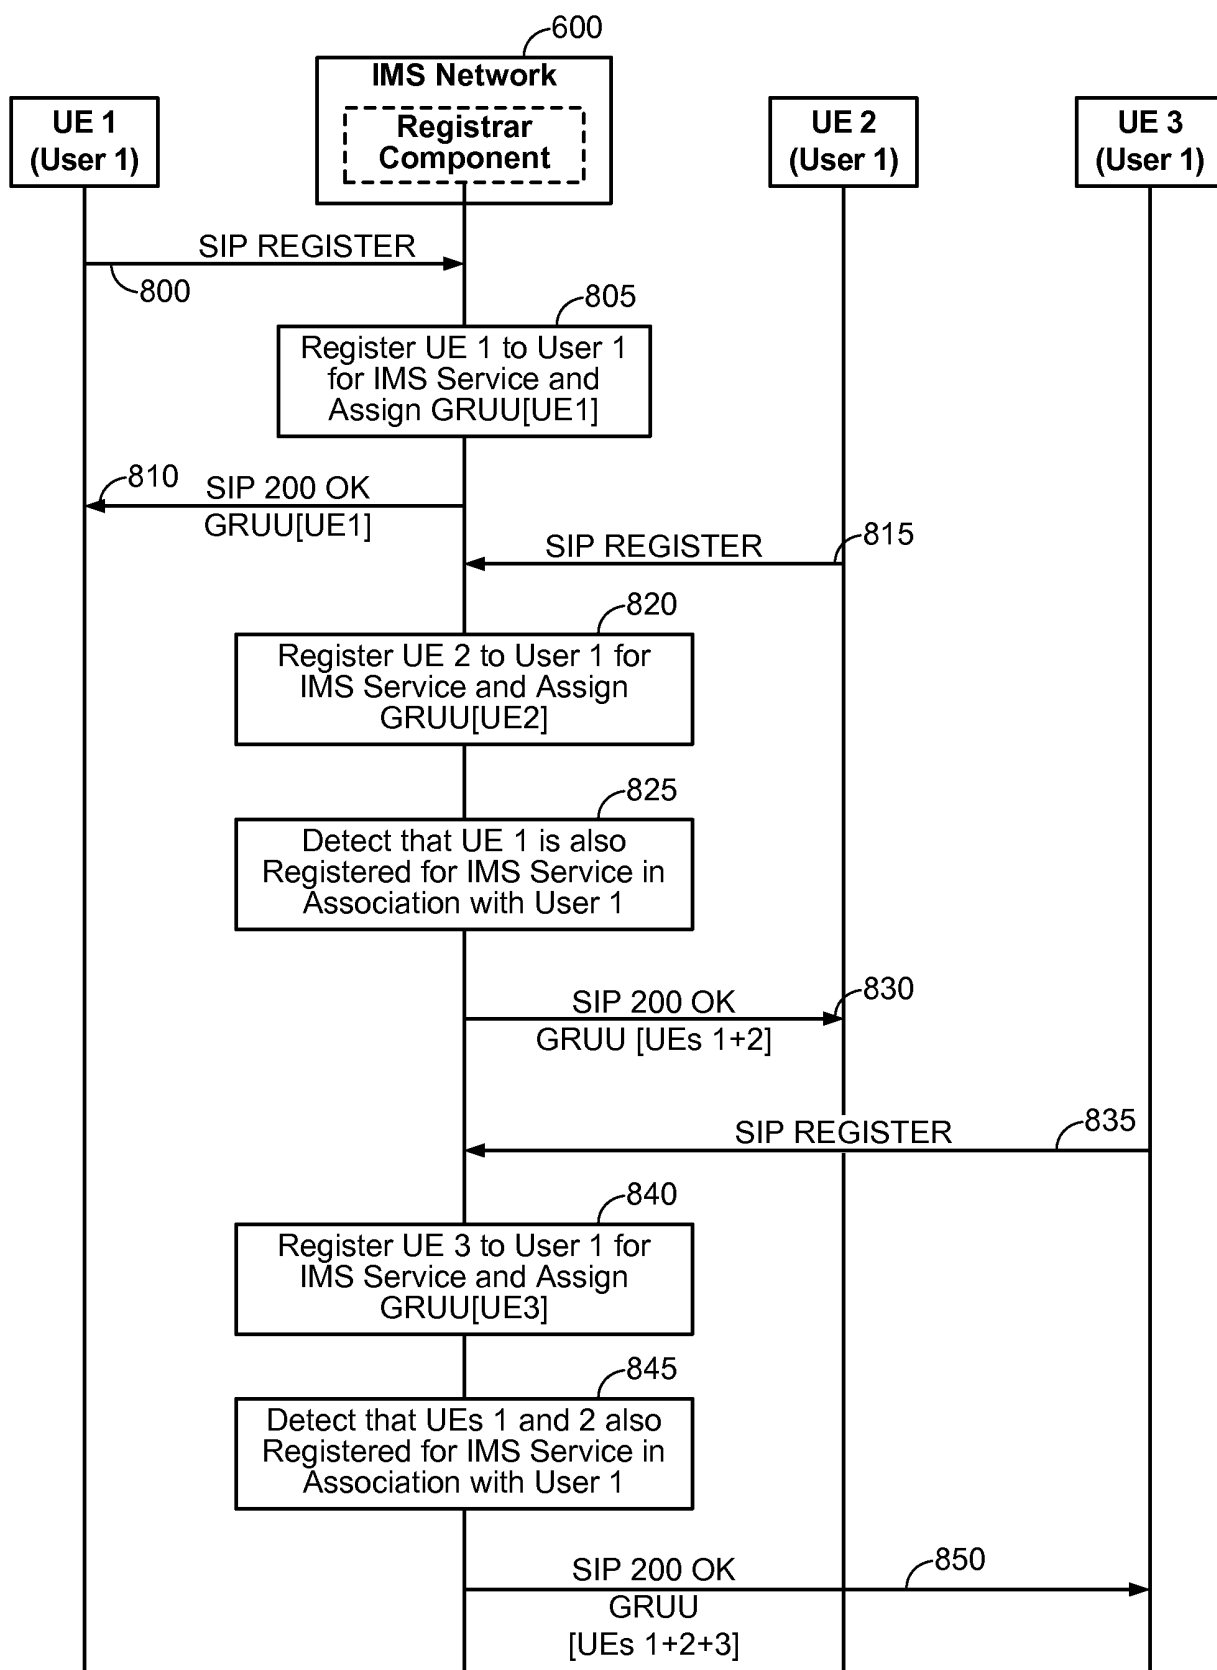 600
IMS Network
Registrar
Component
UE 1
(User 1)
UE 2
(User 1)
UE 3
(User 1)
SIP REGISTER
800
805
Register UE 1 to User 1
for IMS Service and
Assign GRUU[UE1]
810
SIP 200 OK
GRUU[UE1]
SIP REGISTER
815
820
Register UE 2 to User 1 for
IMS Service and Assign
GRUU[UE2]
825
Detect that UE 1 is also
Registered for IMS Service in
Association with User 1
SIP 200 OK
830
GRUU [UEs 1+2]
SIP REGISTER
835
840
Register UE 3 to User 1 for
IMS Service and Assign
GRUU[UE3]
845
Detect that UEs 1 and 2 also
Registered for IMS Service in
Association with User 1
SIP 200 OK
850
GRUU
[UEs 1+2+3]